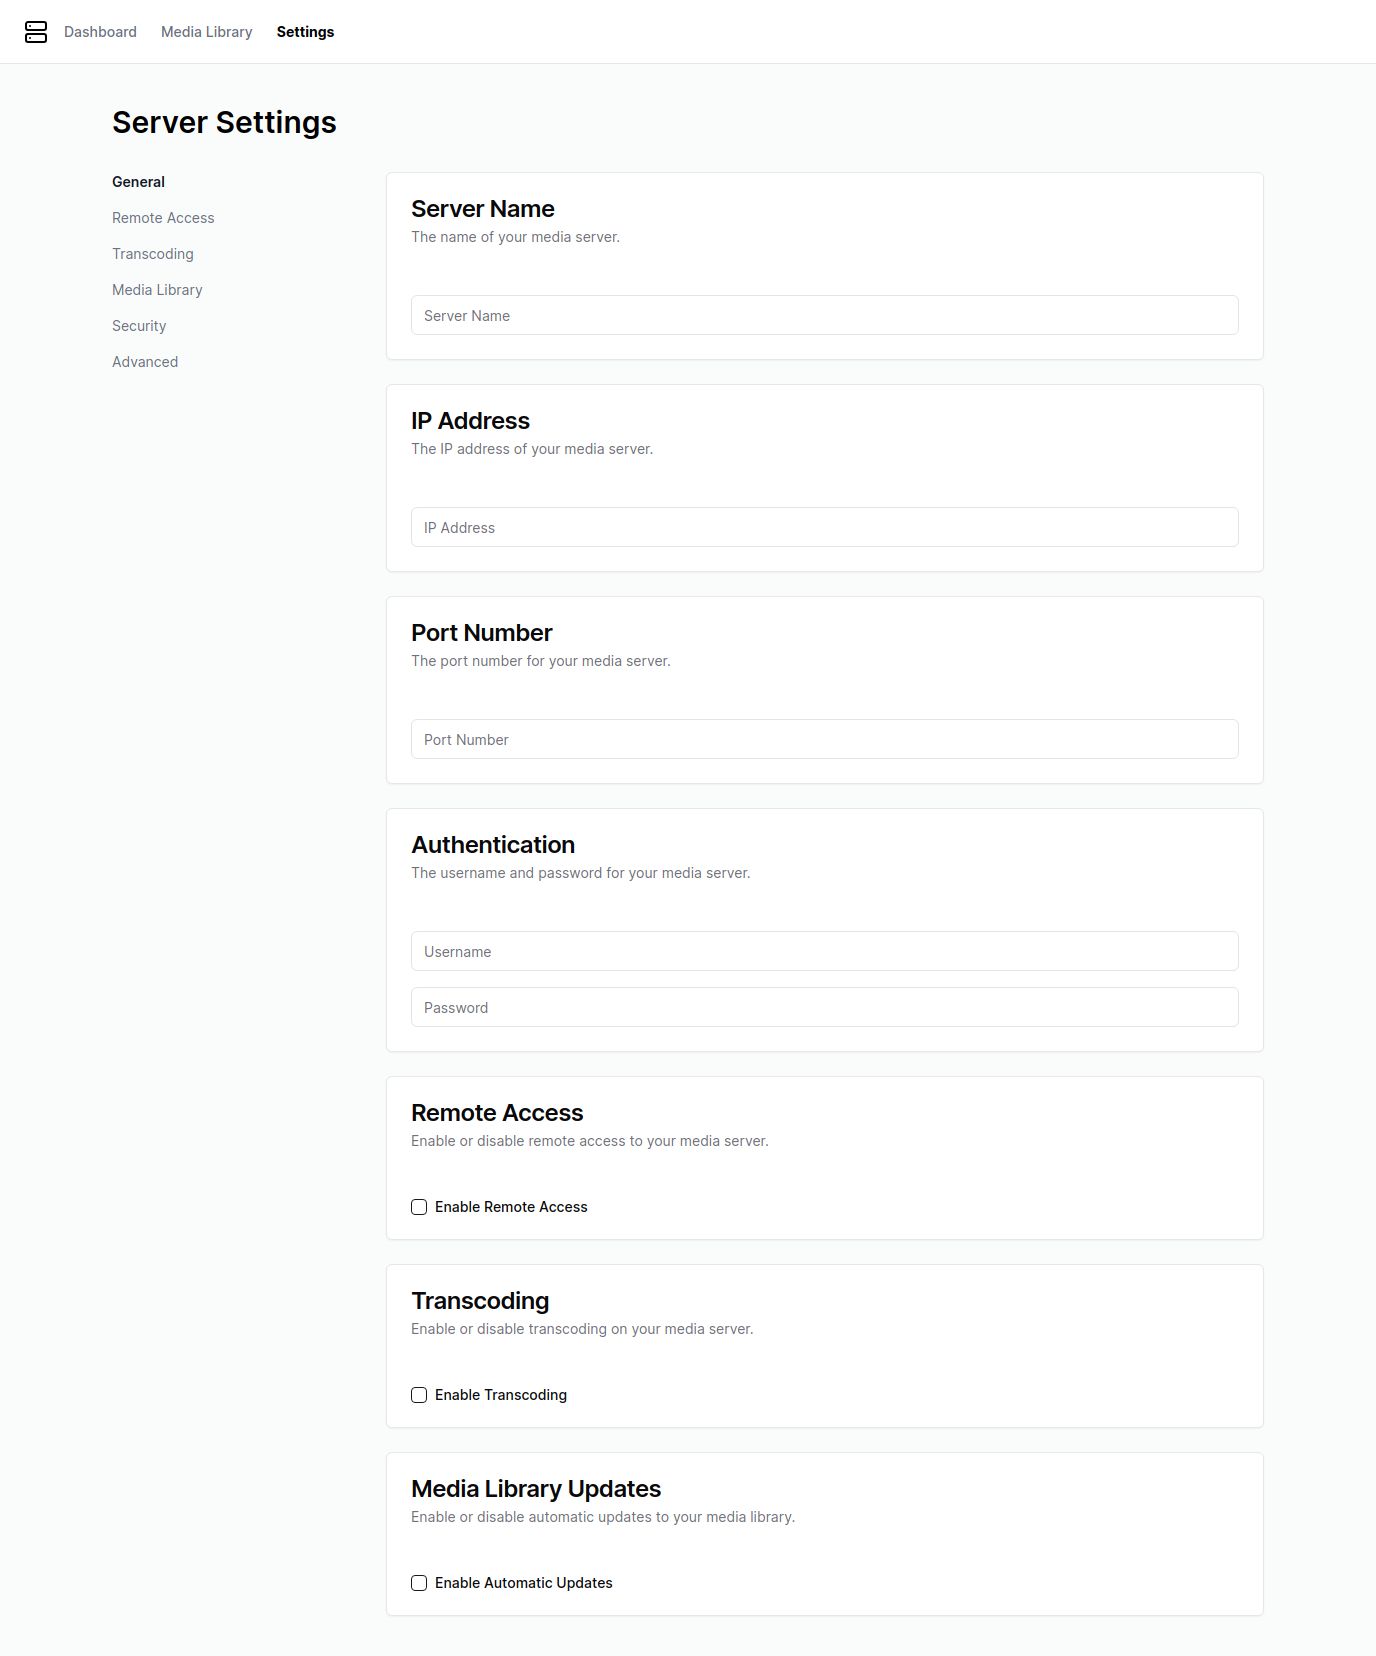 Dashboard Media Library Settings
Server Settings
General
Remote Access
Transcoding
Media Library
Security
Advanced
Server Name
The name of your media server.
Server Name
IP Address
The IP address of your media server.
IP Address
Port Number
The port number for your media server.
Port Number
Authentication
The username and password for your media server.
Username
Password
Remote Access
Enable or disable remote access to your media server.
Enable Remote Access
Transcoding
Enable or disable transcoding on your media server.
Enable Transcoding
Media Library Updates
Enable or disable automatic updates to your media library.
Enable Automatic Updates